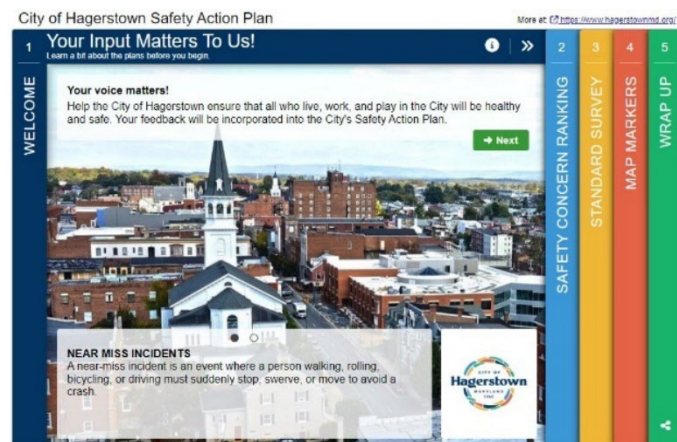 City of Hagerstown Safety Action Plan
More at: https://www.hagerstownmd.org/
1
Your Input Matters To Us!
Learn a bit about the plans before you begin.
WELCOME
Your voice matters!
Help the City of Hagerstown ensure that all who live, work, and play in the City will be healthy
and safe. Your feedback will be incorporated into the City's Safety Action Plan.
Next
NEAR MISS INCIDENTS
A near-miss incident is an event where a person walking, rolling,
bicycling, or driving must suddenly stop, swerve, or move to avoid a
crash.
CITY OF
Hagerstown
MARYLAND
2
SAFETY CONCERN RANKING
3
STANDARD SURVEY
4
MAP MARKERS
5
WRAP UP